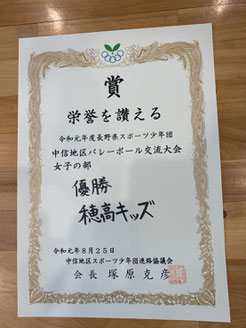 賞
栄誉を讃える
令和元年度長野県スポーツ少年団
中信地区バレーボール交流大会
女子の部
優勝
穂高キッズ
令和元年８月２５日
中信地区スポーツ少年団連絡協議会
会長 塚原克彦